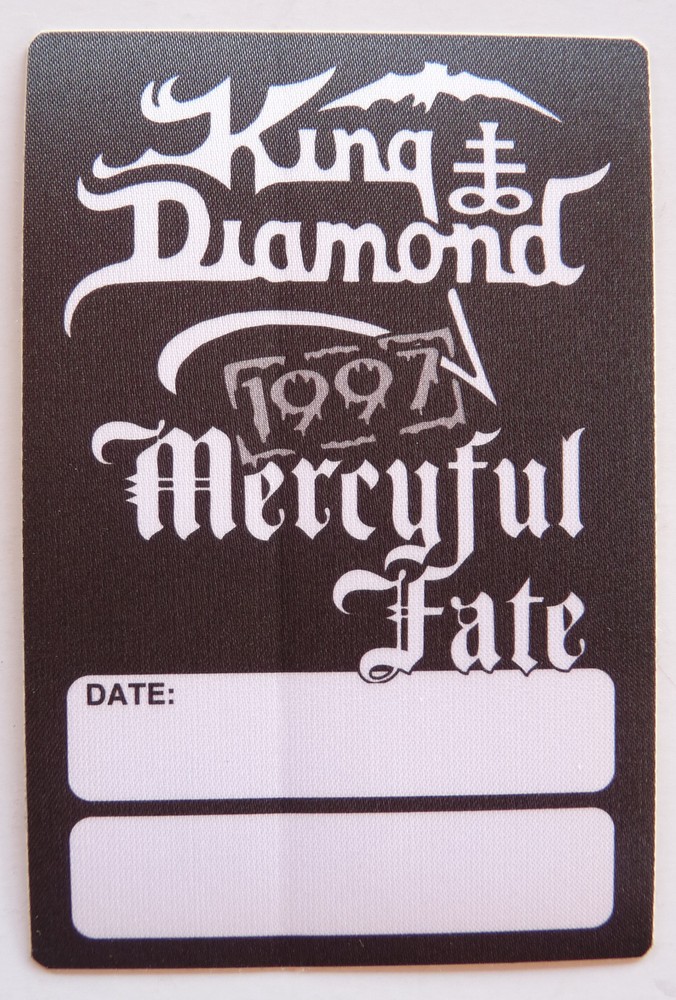 King
Diamond
1997
Mercyful
Fate
DATE: